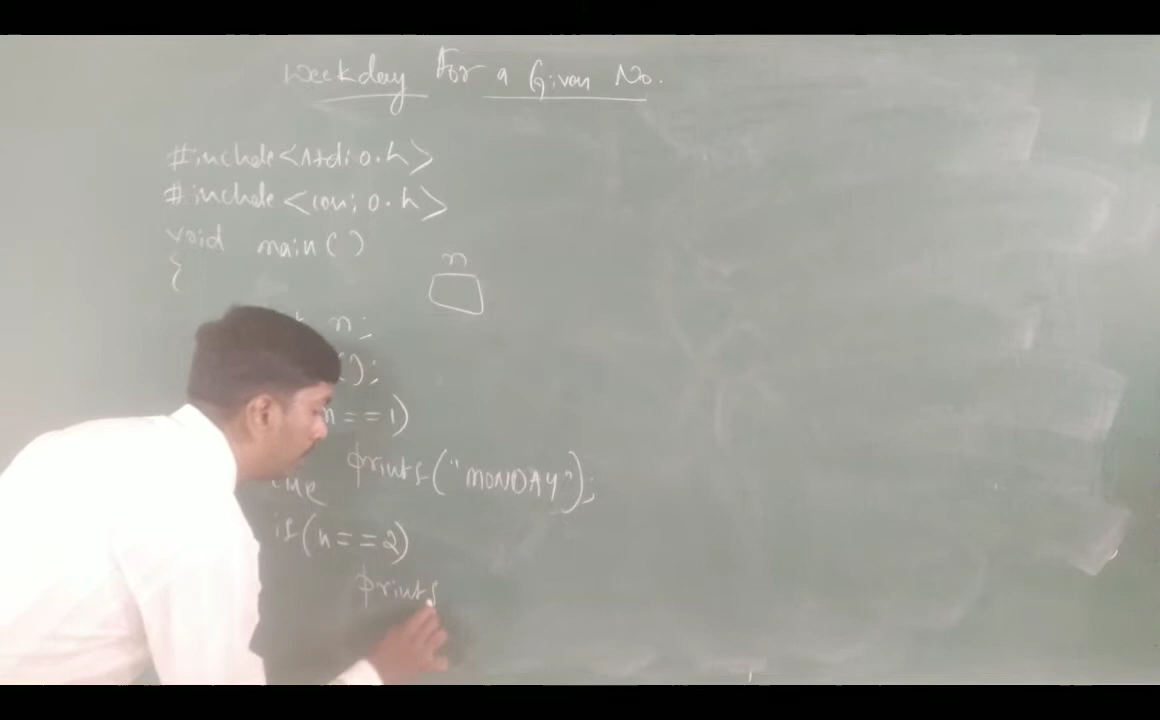 Weekday For a Given No.
#include<stdio.h>
#include<conio.h>
void main()
{
n
n;
();
n==1)
printf("MONDAY");
else
if(n==2)
printf